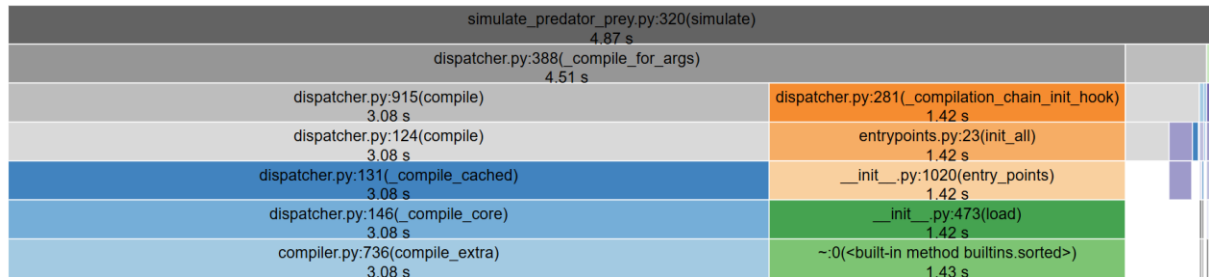 simulate_predator_prey.py:320(simulate)
4.87 s
dispatcher.py:388(_compile_for_args)
4.51 s
dispatcher.py:915(compile)
3.08 s
dispatcher.py:281(_compilation_chain_init_hook)
1.42 s
dispatcher.py:124(compile)
3.08 s
entrypoints.py:23(init_all)
1.42 s
dispatcher.py:131(_compile_cached)
3.08 s
__init__.py:1020(entry_points)
1.42 s
dispatcher.py:146(_compile_core)
3.08 s
__init__.py:473(load)
1.42 s
compiler.py:736(compile_extra)
3.08 s
~:0(<built-in method builtins.sorted>)
1.43 s